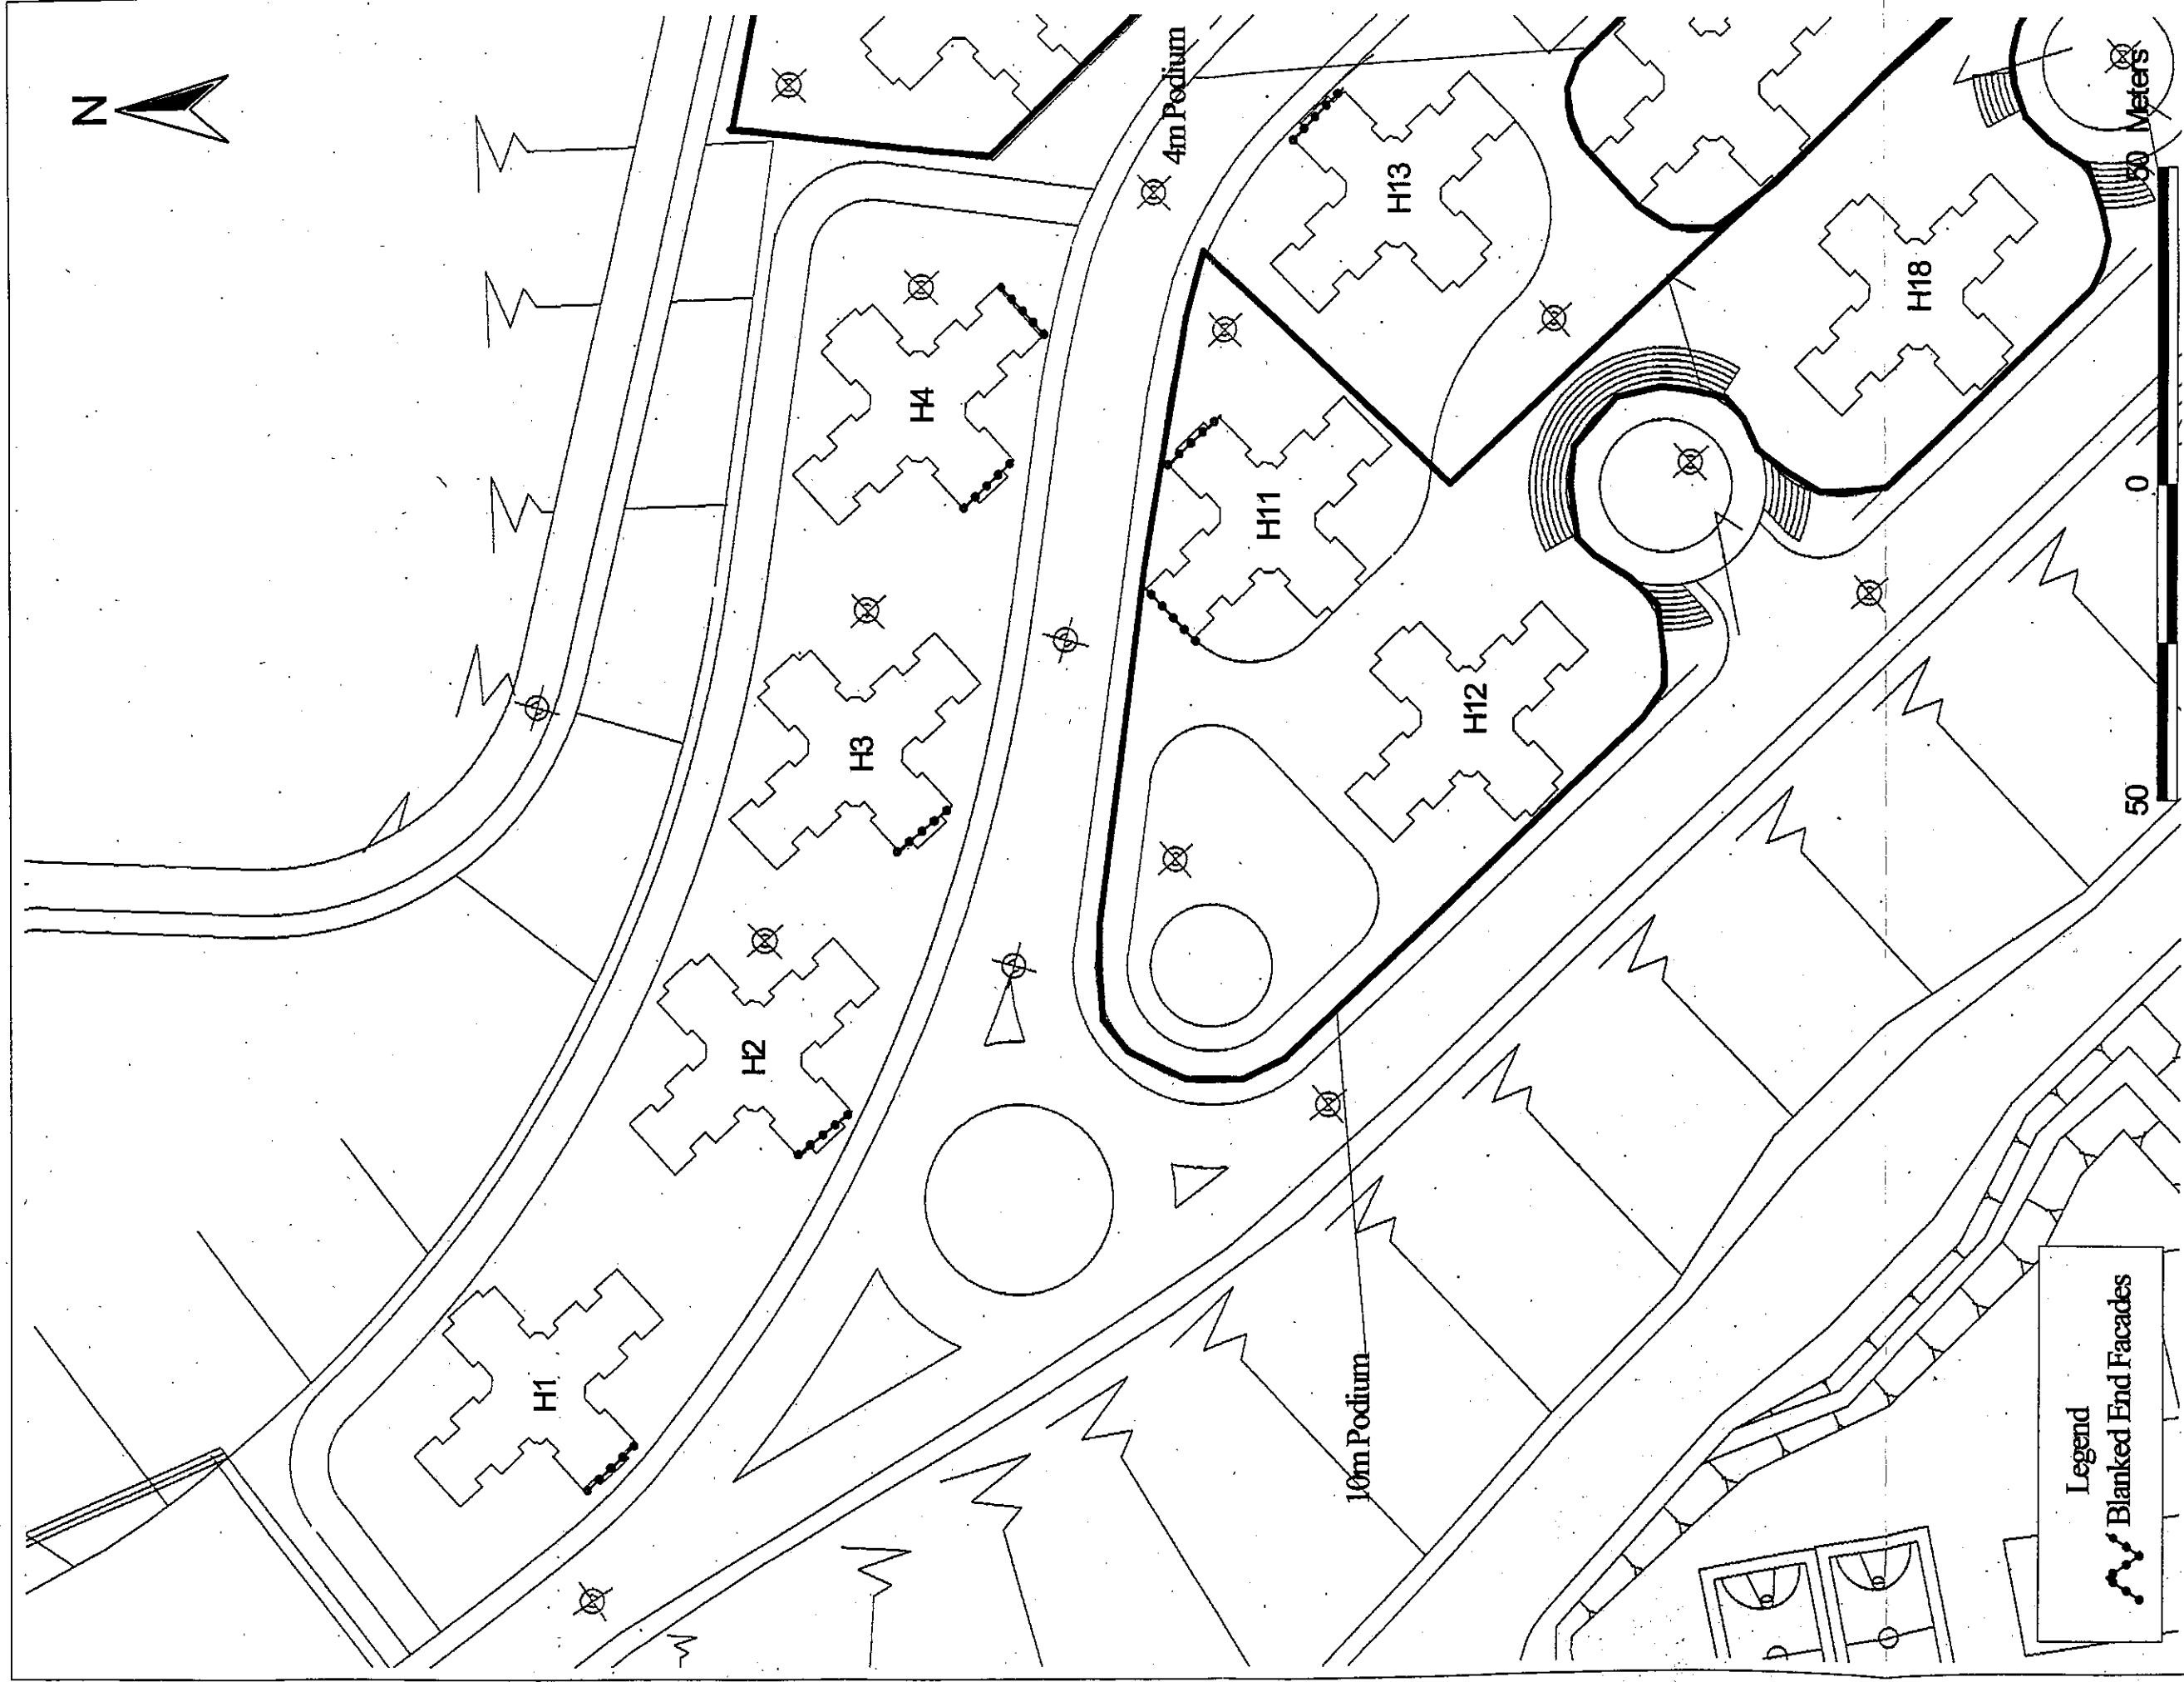 N
4m Podium
H13
H4
H18
H11
H3
H12
H2
H1
10m Podium
50
0
50 Meters
Legend
Blanked End Facades